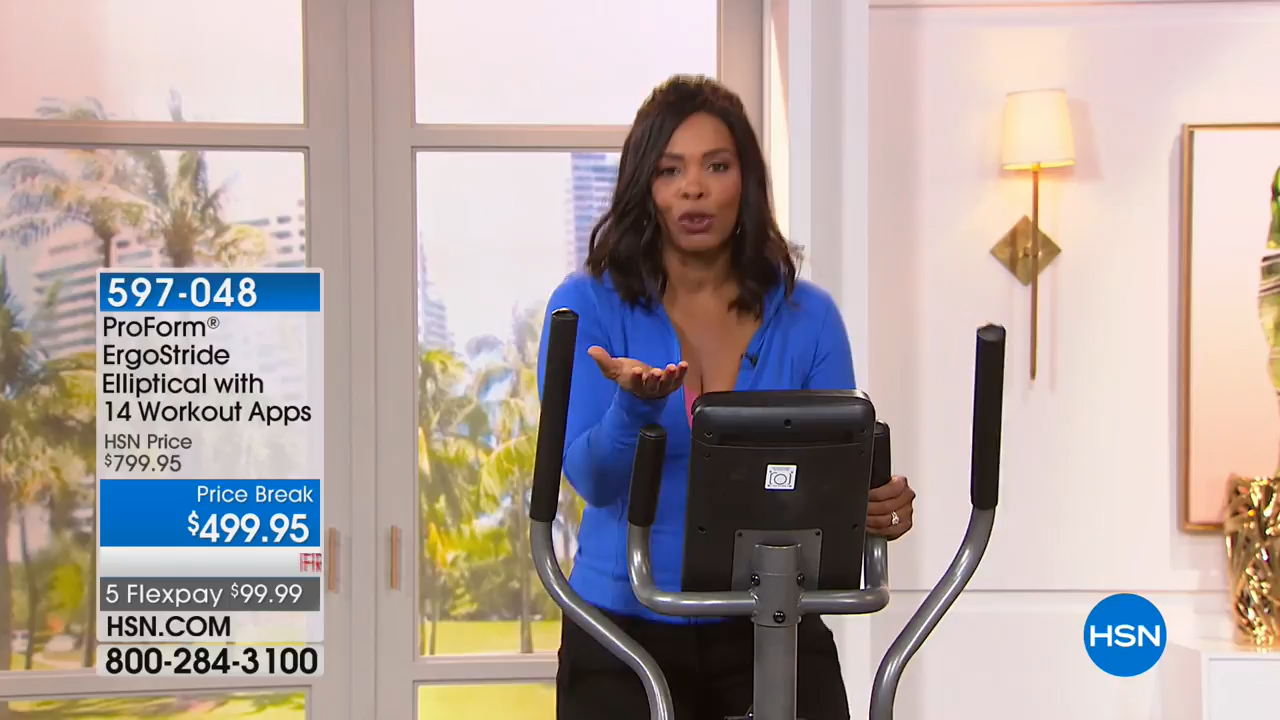 597-048
ProForm®
ErgoStride
Elliptical with
14 Workout Apps
HSN Price
$799.95
Price Break
$499.95
5 Flexpay $99.99
HSN.COM
800-284-3100
HSN